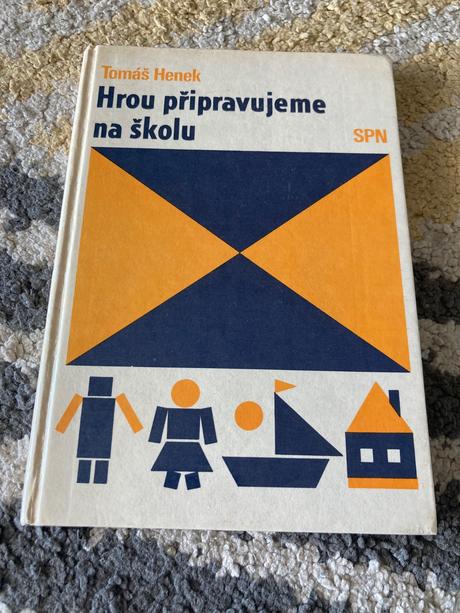 Tomáš Henek
Hrou připravujeme
na školu
SPN